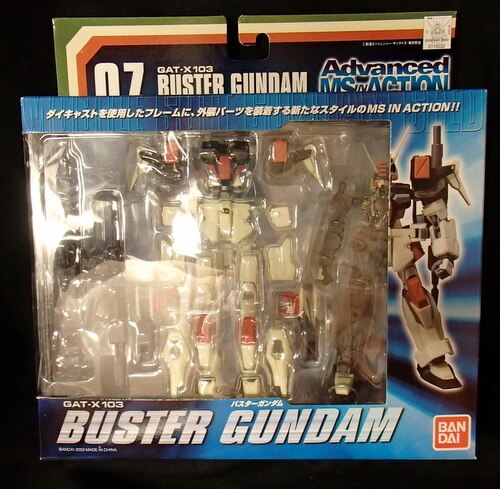 07
GAT-X103
BUSTER GUNDAM
Advanced
MS IN ACTION
0118032
ダイキャストを使用したフレームに、外装パーツを装着する新たなスタイルのMS IN ACTION!!
GAT-X103
バスターガンダム
BUSTER GUNDAM
BANDAI 2003 MADE IN CHINA
BAN
DAI